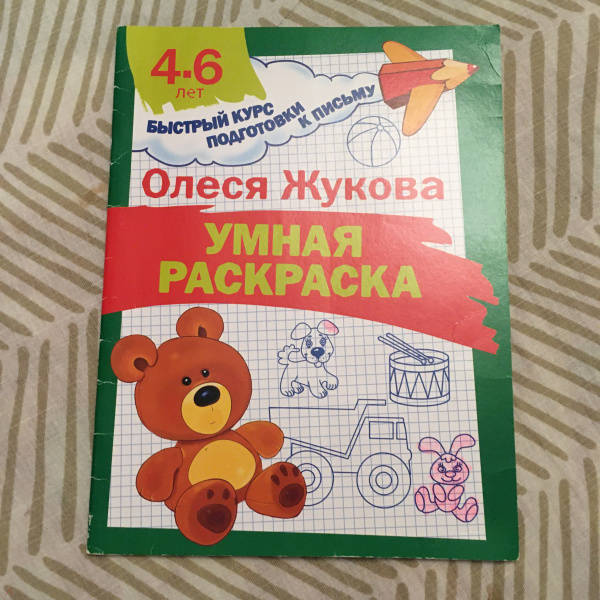 4-6
лет
БЫСТРЫЙ КУРС
ПОДГОТОВКИ
К ПИСЬМУ
Олеся Жукова
УМНАЯ
РАСКРАСКА